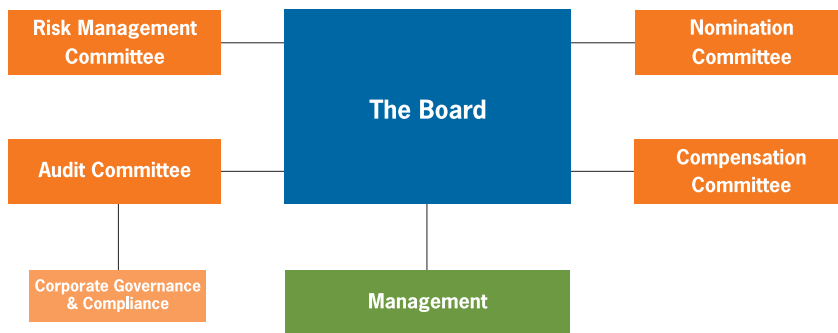 Risk Management
Committee
The Board
Nomination
Committee
Audit Committee
Compensation
Committee
Corporate Governance
& Compliance
Management